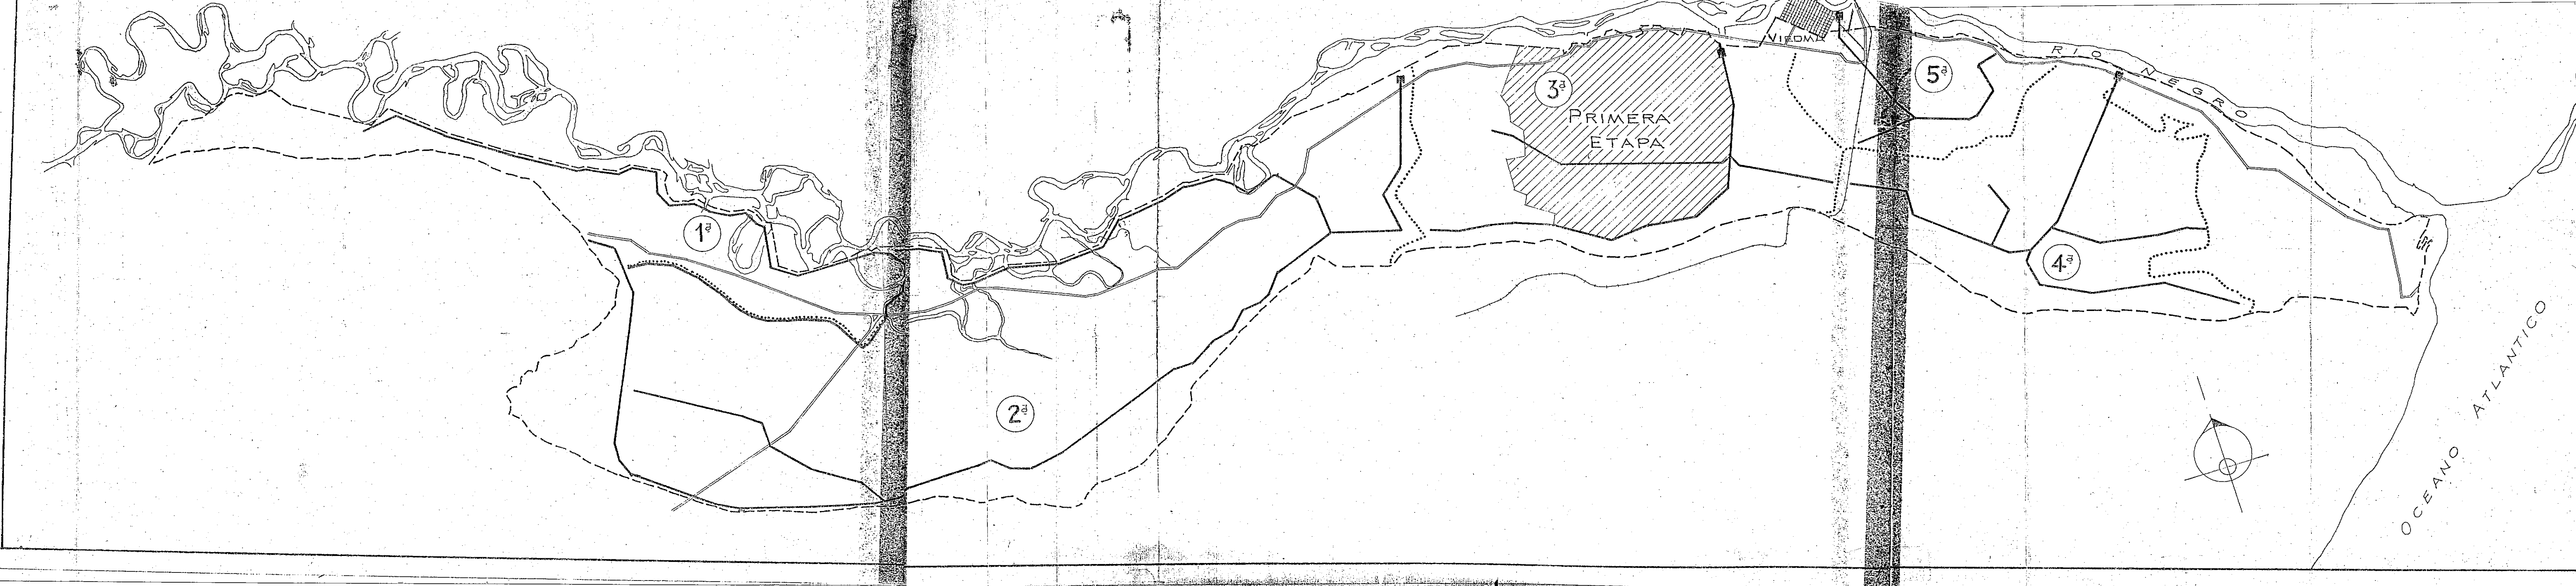 VIEDMA
RIO NEGRO
5ª
3ª
PRIMERA
ETAPA
1ª
4ª
2ª
OCEANO ATLANTICO